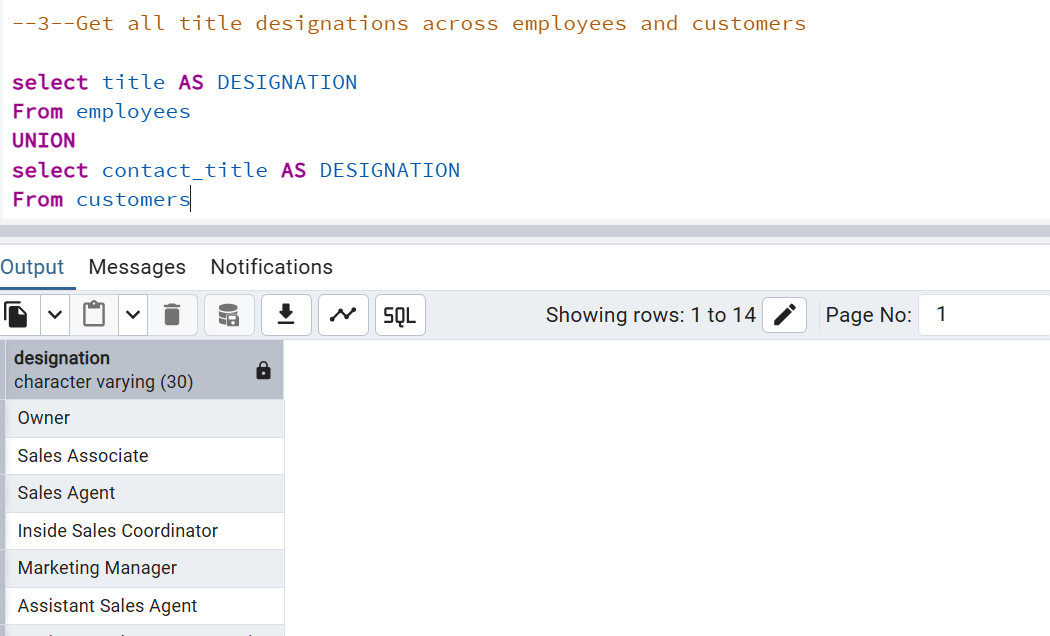 --3--Get all title designations across employees and customers
select title AS DESIGNATION
From employees
UNION
select contact_title AS DESIGNATION
From customers
Output Messages Notifications
SQL Showing rows: 1 to 14 Page No: 1
designation
character varying (30)
Owner
Sales Associate
Sales Agent
Inside Sales Coordinator
Marketing Manager
Assistant Sales Agent